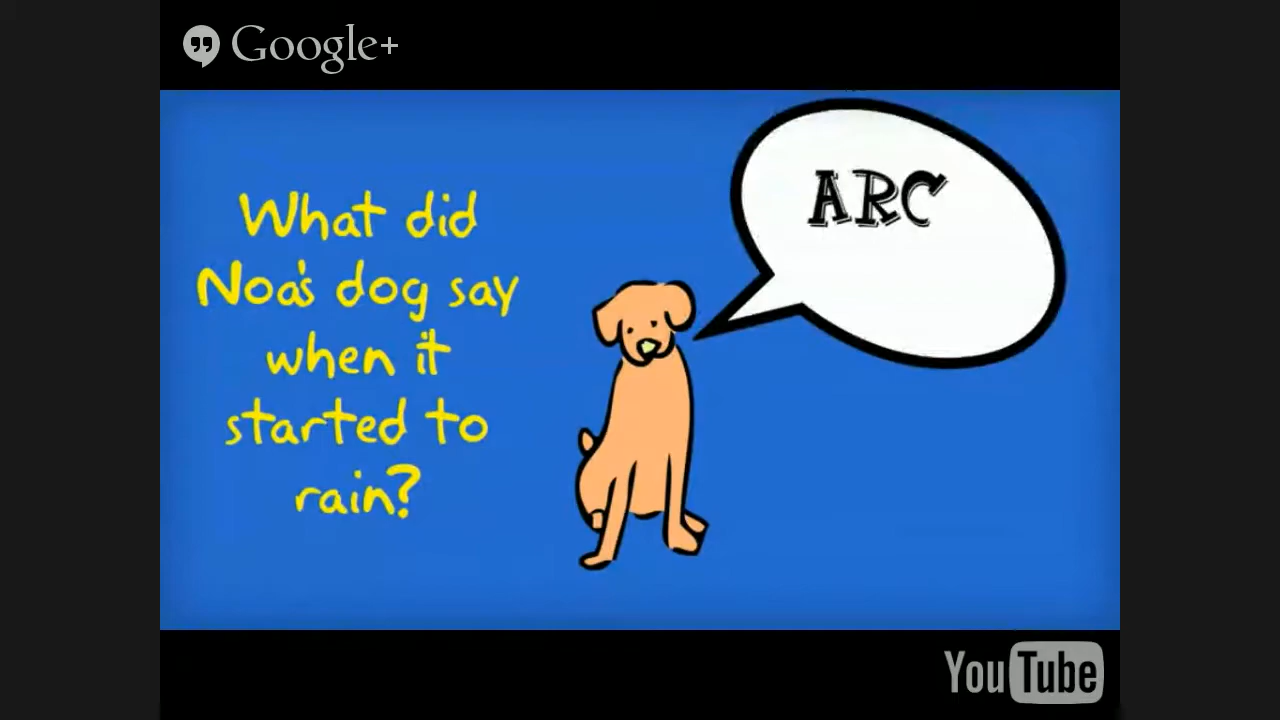 Google+
What did
Noa's dog say
when it
started to
rain?
ARC
YouTube